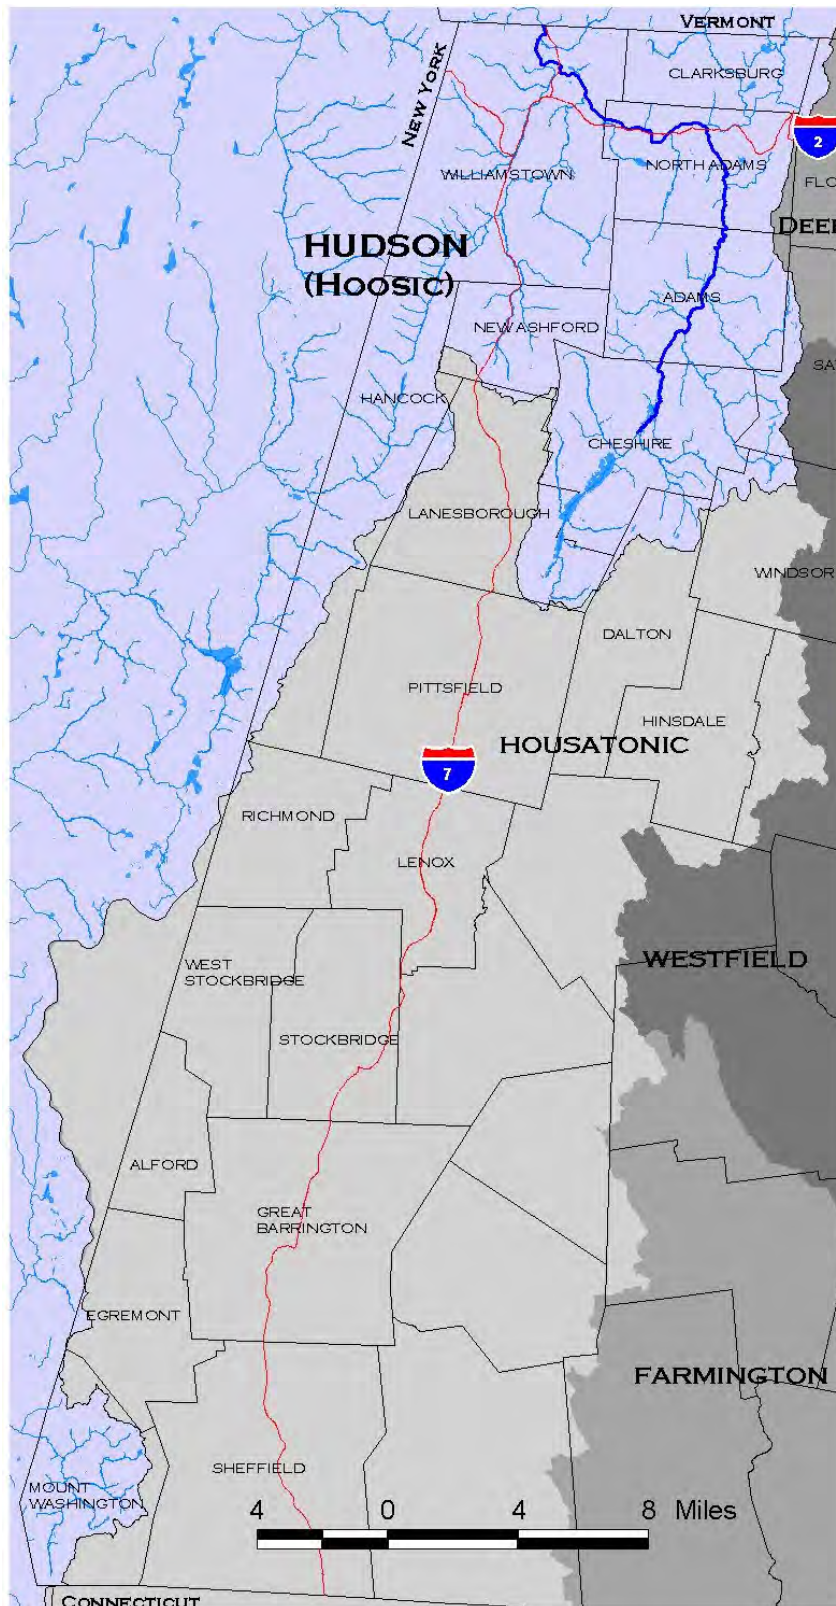 VERMONT
NEW YORK
CLARKSBURG
2
WILLIAMSTOWN
NORTH ADAMS
FLO
DEER
HUDSON
(HOOSIC)
ADAMS
NEW ASHFORD
SA
HANCOCK
CHESHIRE
LANESBOROUGH
WINDSOR
DALTON
PITTSFIELD
HINSDALE
HOUSATONIC
7
RICHMOND
LENOX
WESTFIELD
WEST
STOCKBRIDGE
STOCKBRIDGE
ALFORD
GREAT
BARRINGTON
EGREMONT
FARMINGTON
SHEFFIELD
MOUNT
WASHINGTON
4 0 4 8 Miles
CONNECTICUT